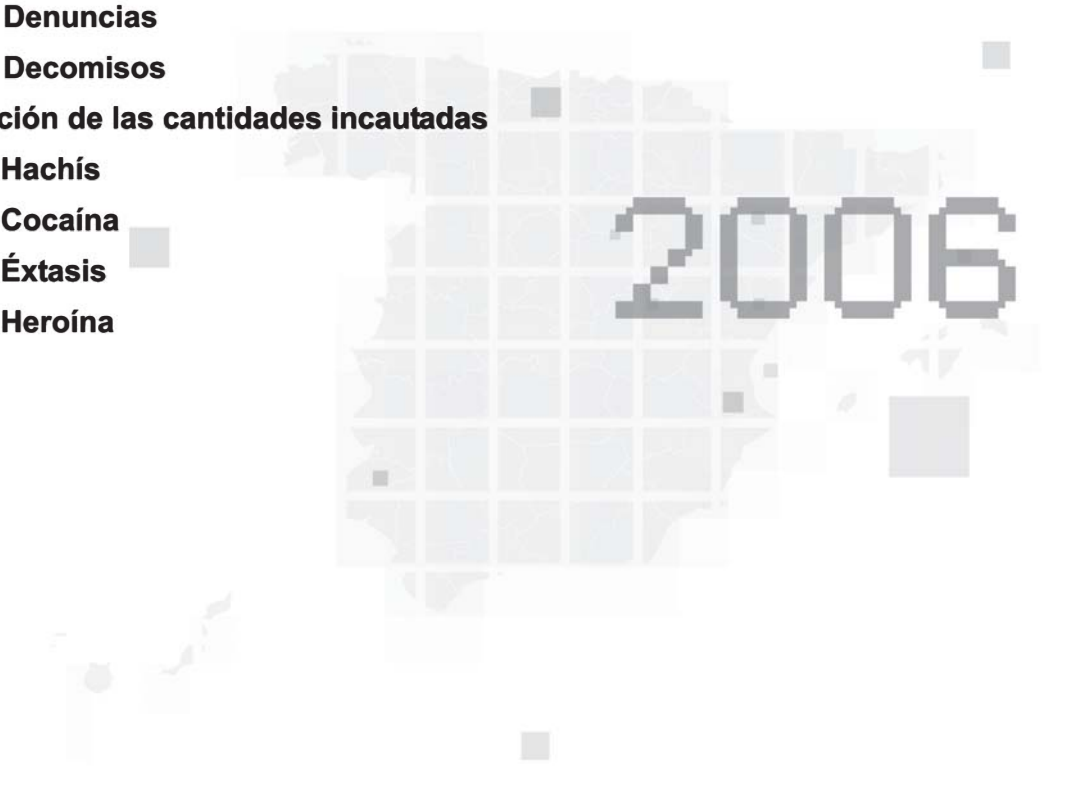 Denuncias
Decomisos
ción de las cantidades incautadas
Hachís
Cocaína
Éxtasis
Heroína
2006